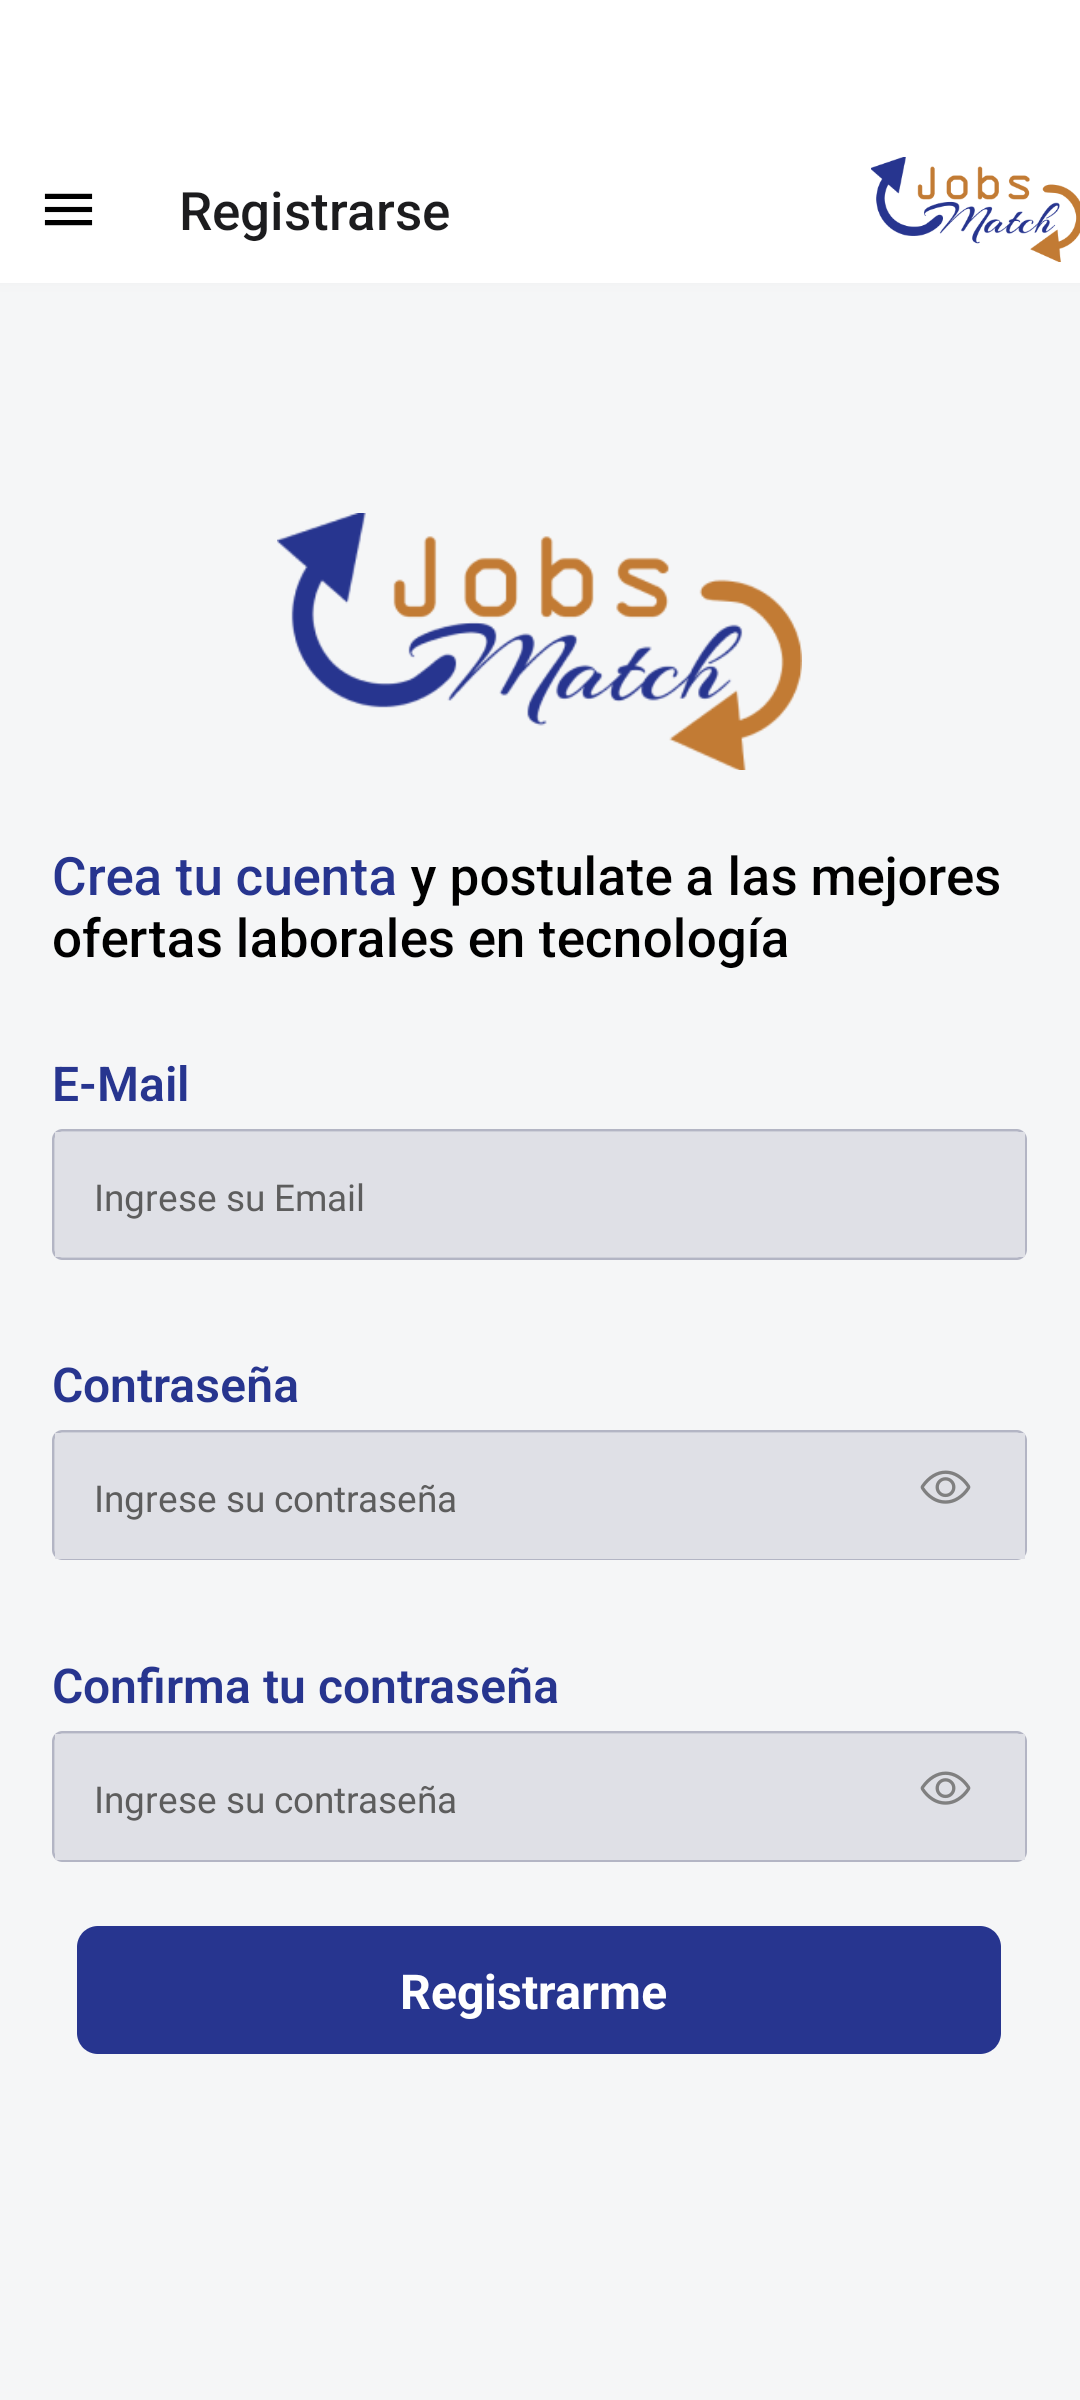 Registrarse
Jobs
Match
Jobs
Match
Crea tu cuenta y postulate a las mejores
ofertas laborales en tecnología
E-Mail
Ingrese su Email
Contraseña
Ingrese su contraseña
Confirma tu contraseña
Ingrese su contraseña
Registrarme